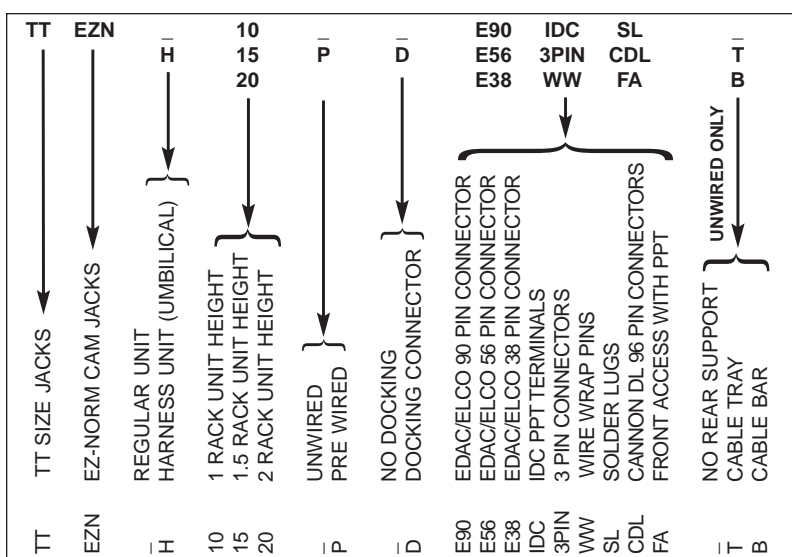 TT EZN _ 10 _ _ E90 IDC SL _
H 15 P D E56 3PIN CDL T
20 E38 WW FA B
UNWIRED ONLY
TT SIZE JACKS
EZ-NORM CAM JACKS
REGULAR UNIT
HARNESS UNIT (UMBILICAL)
1 RACK UNIT HEIGHT
1.5 RACK UNIT HEIGHT
2 RACK UNIT HEIGHT
UNWIRED
PRE WIRED
NO DOCKING
DOCKING CONNECTOR
EDAC/ELCO 90 PIN CONNECTOR
EDAC/ELCO 56 PIN CONNECTOR
EDAC/ELCO 38 PIN CONNECTOR
IDC PPT TERMINALS
3 PIN CONNECTORS
WIRE WRAP PINS
SOLDER LUGS
CANNON DL 96 PIN CONNECTORS
FRONT ACCESS WITH PPT
NO REAR SUPPORT
CABLE TRAY
CABLE BAR
TT
EZN
_
H
10
15
20
_
P
_
D
E90
E56
E38
IDC
3PIN
WW
SL
CDL
FA
_
T
B